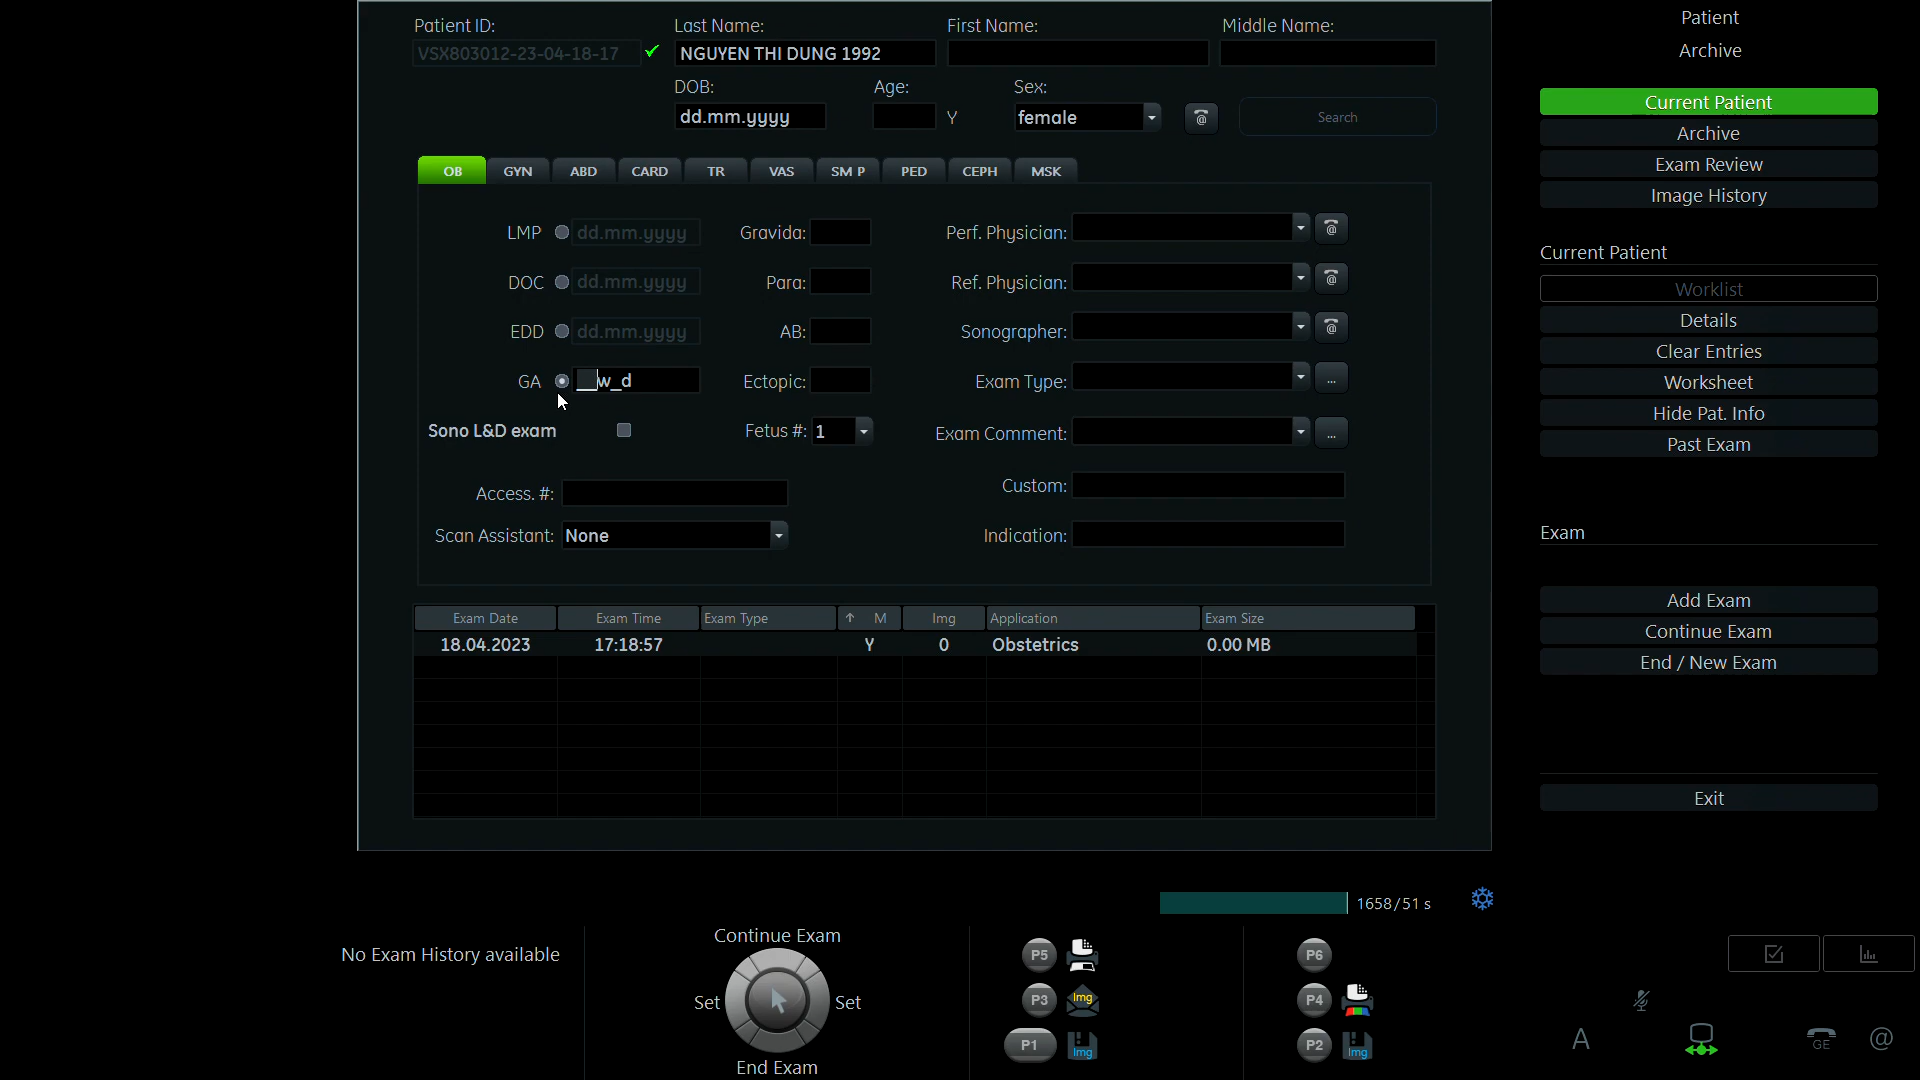 Patient ID: Last Name: First Name: Middle Name:
VSX803012-23-04-18-17 NGUYEN THI DUNG 1992
DOB: Age: Sex:
dd.mm.yyyy Y female Search
OB GYN ABD CARD TR VAS SM P PED CEPH MSK
LMP dd.mm.yyyy Gravida: Perf. Physician:
DOC dd.mm.yyyy Para: Ref. Physician:
EDD dd.mm.yyyy AB: Sonographer:
GA __w_d Ectopic: Exam Type: ...
Sono L&D exam Fetus #: 1 Exam Comment: ...
Access. #: Custom:
Scan Assistant: None Indication:
Exam Date Exam Time Exam Type ↑ M Img Application Exam Size
18.04.2023 17:18:57 Y 0 Obstetrics 0.00 MB
Patient
Archive
Current Patient
Archive
Exam Review
Image History
Current Patient
Worklist
Details
Clear Entries
Worksheet
Hide Pat. Info
Past Exam
Exam
Add Exam
Continue Exam
End / New Exam
Exit
1658/51 s
No Exam History available
Continue Exam
Set Set
End Exam
P5 P6
P3 Img P4
P1 Img P2 Img
A GE @